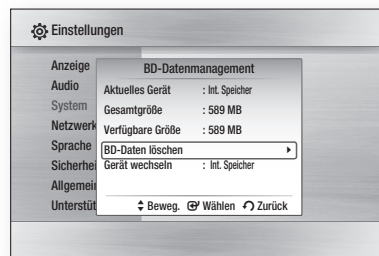 Einstellungen
Anzeige
Audio
System
Netzwerk
Sprache
Sicherhei
Allgemei
Unterstüt
BD-Datenmanagement
Aktuelles Gerät : Int. Speicher
Gesamtgröße : 589 MB
Verfügbare Größe : 589 MB
BD-Daten löschen
Gerät wechseln : Int. Speicher
Beweg. Wählen Zurück